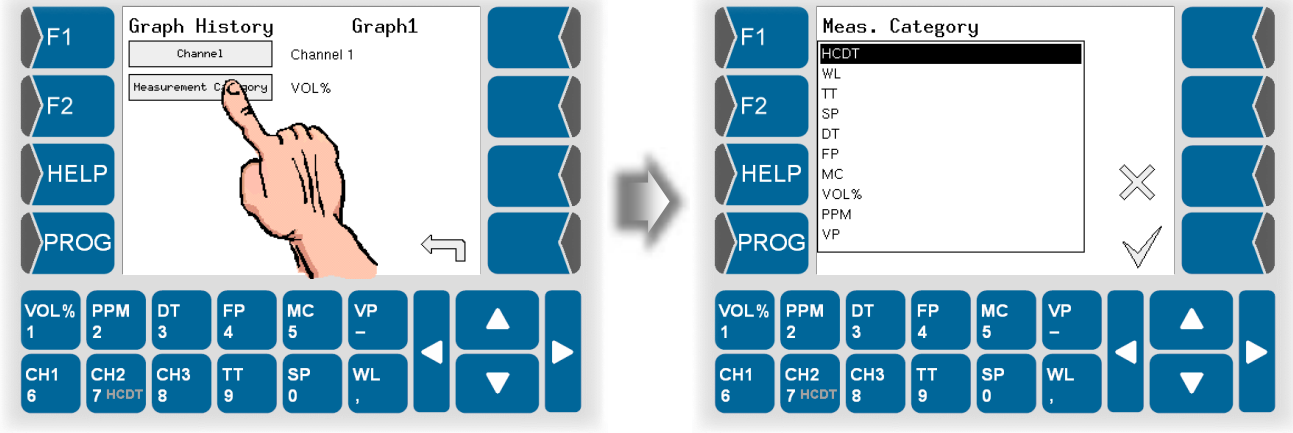 F1
F2
HELP
PROG
Graph History Graph1
Channel Channel 1
Measurement Category VOL%
VOL% PPM DT FP MC VP
1 2 3 4 5 –
CH1 CH2 CH3 TT SP WL
6 7 HCDT 8 9 0 ,
F1
F2
HELP
PROG
Meas. Category
HCDT
WL
TT
SP
DT
FP
MC
VOL%
PPM
VP
VOL% PPM DT FP MC VP
1 2 3 4 5 –
CH1 CH2 CH3 TT SP WL
6 7 HCDT 8 9 0 ,